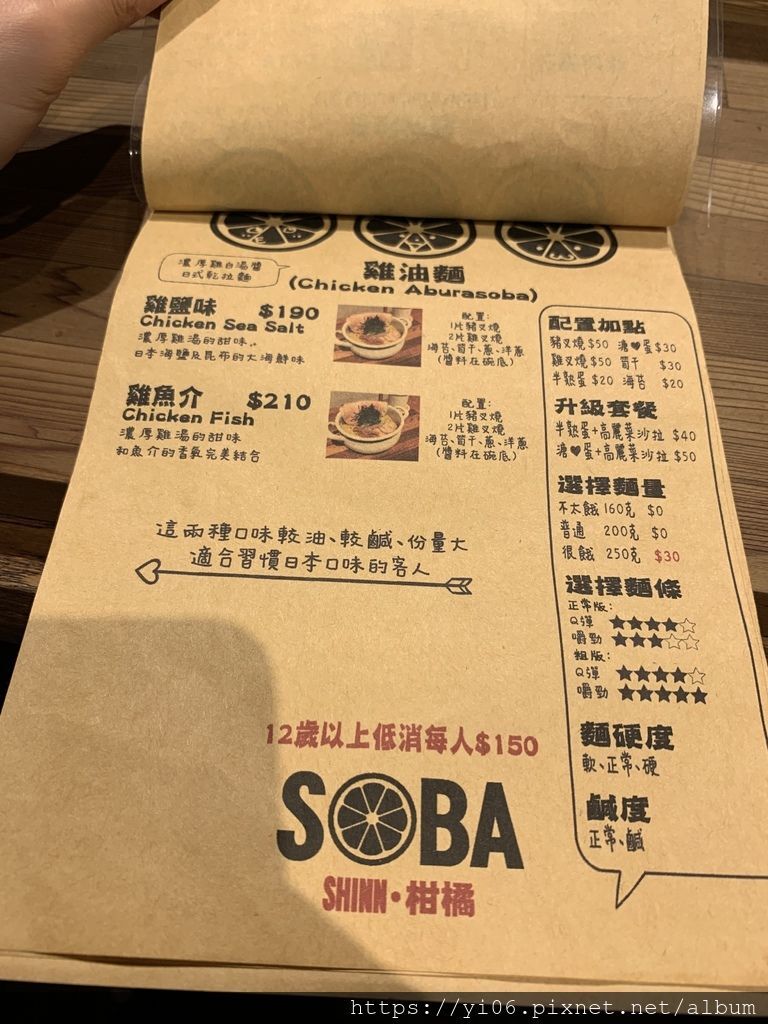 濃厚雞白湯醬
日式乾拉麵
雞油麵
(Chicken Aburasoba)
雞鹽味 $190
Chicken Sea Salt
濃厚雞湯的甜味,
日本海鹽及昆布的大海鮮味
配置:
1片豬叉燒
2片雞叉燒
海苔、筍干、蔥、洋蔥
(醬料在碗底)
雞魚介 $210
Chicken Fish
濃厚雞湯的甜味
和魚介的香氣完美結合
配置:
1片豬叉燒
2片雞叉燒
海苔、筍干、蔥、洋蔥
(醬料在碗底)
這兩種口味較油、較鹹、份量大
適合習慣日本口味的客人
配置加點
豬叉燒 $50 溏♥蛋 $30
雞叉燒 $50 筍干 $30
半熟蛋 $20 海苔 $20
升級套餐
半熟蛋+高麗菜沙拉 $40
溏♥蛋+高麗菜沙拉 $50
選擇麵量
不太餓 160克 $0
普通 200克 $0
很餓 250克 $30
選擇麵條
正常版:
Q彈 ★★★★☆
嚼勁 ★★★☆☆
粗版:
Q彈 ★★★★☆
嚼勁 ★★★★★
麵硬度
軟、正常、硬
鹹度
正常、鹹
12歲以上低消每人$150
SOBA
SHINN·柑橘
https://yi06.pixnet.net/album